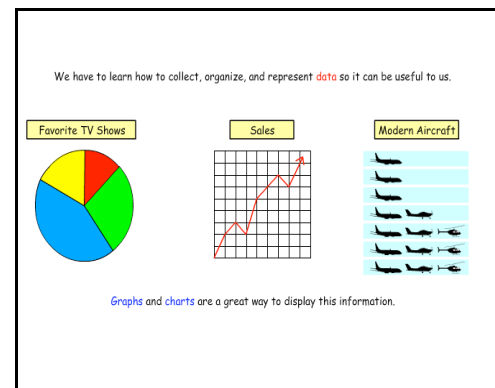 We have to learn how to collect, organize, and represent data so it can be useful to us.
Favorite TV Shows
Sales
Modern Aircraft
Graphs and charts are a great way to display this information.